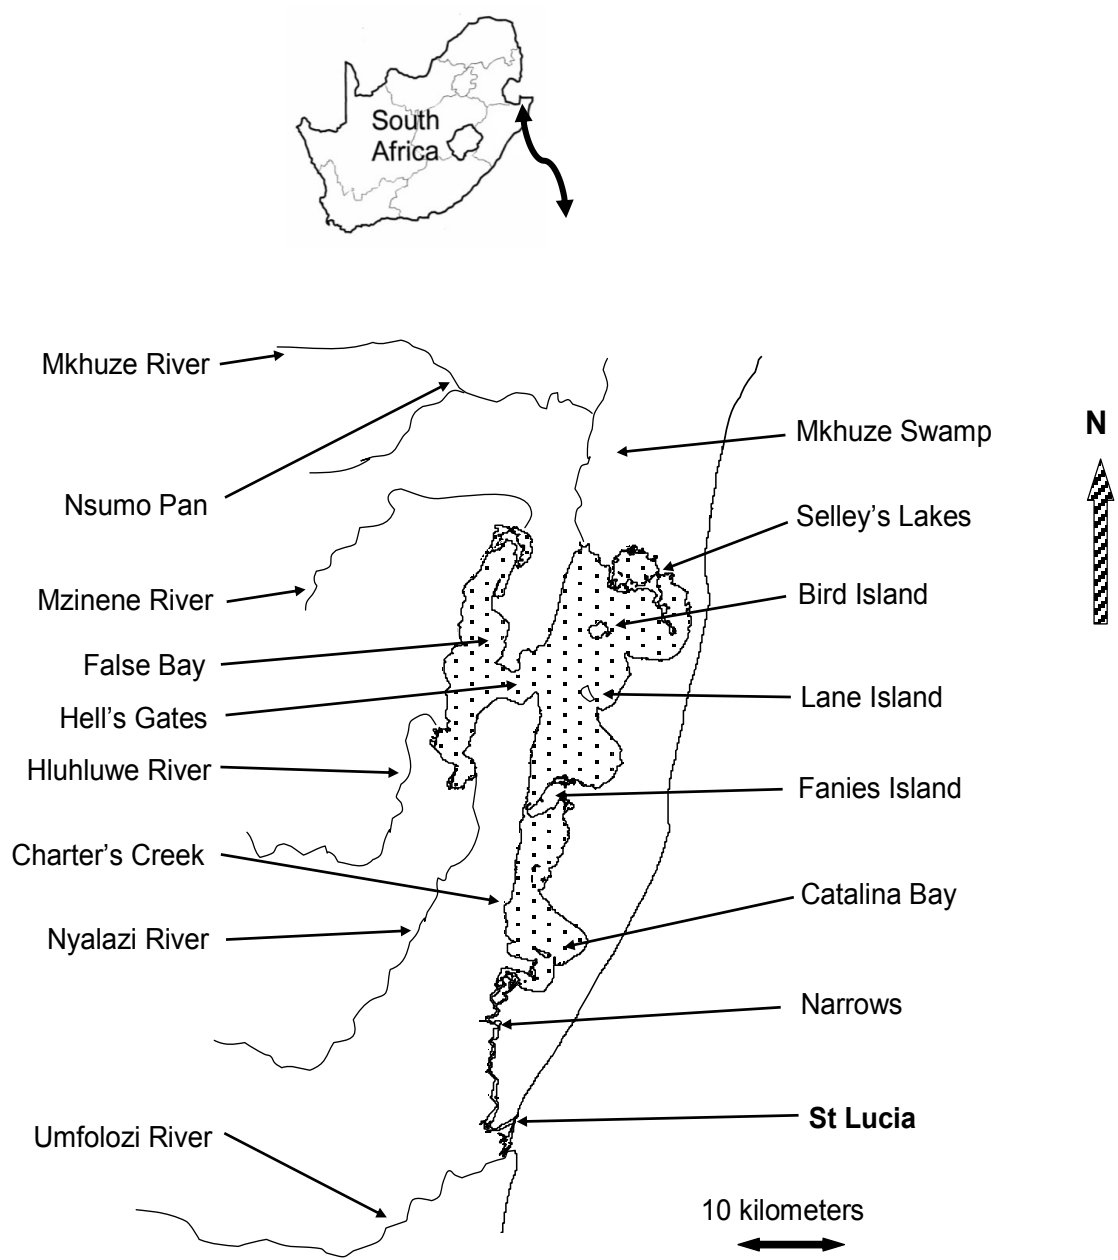 South
Africa
Mkhuze River
N
Mkhuze Swamp
Nsumo Pan
Selley's Lakes
Mzinene River
Bird Island
False Bay
Lane Island
Hell's Gates
Hluhluwe River
Fanies Island
Charter's Creek
Catalina Bay
Nyalazi River
Narrows
St Lucia
Umfolozi River
10 kilometers